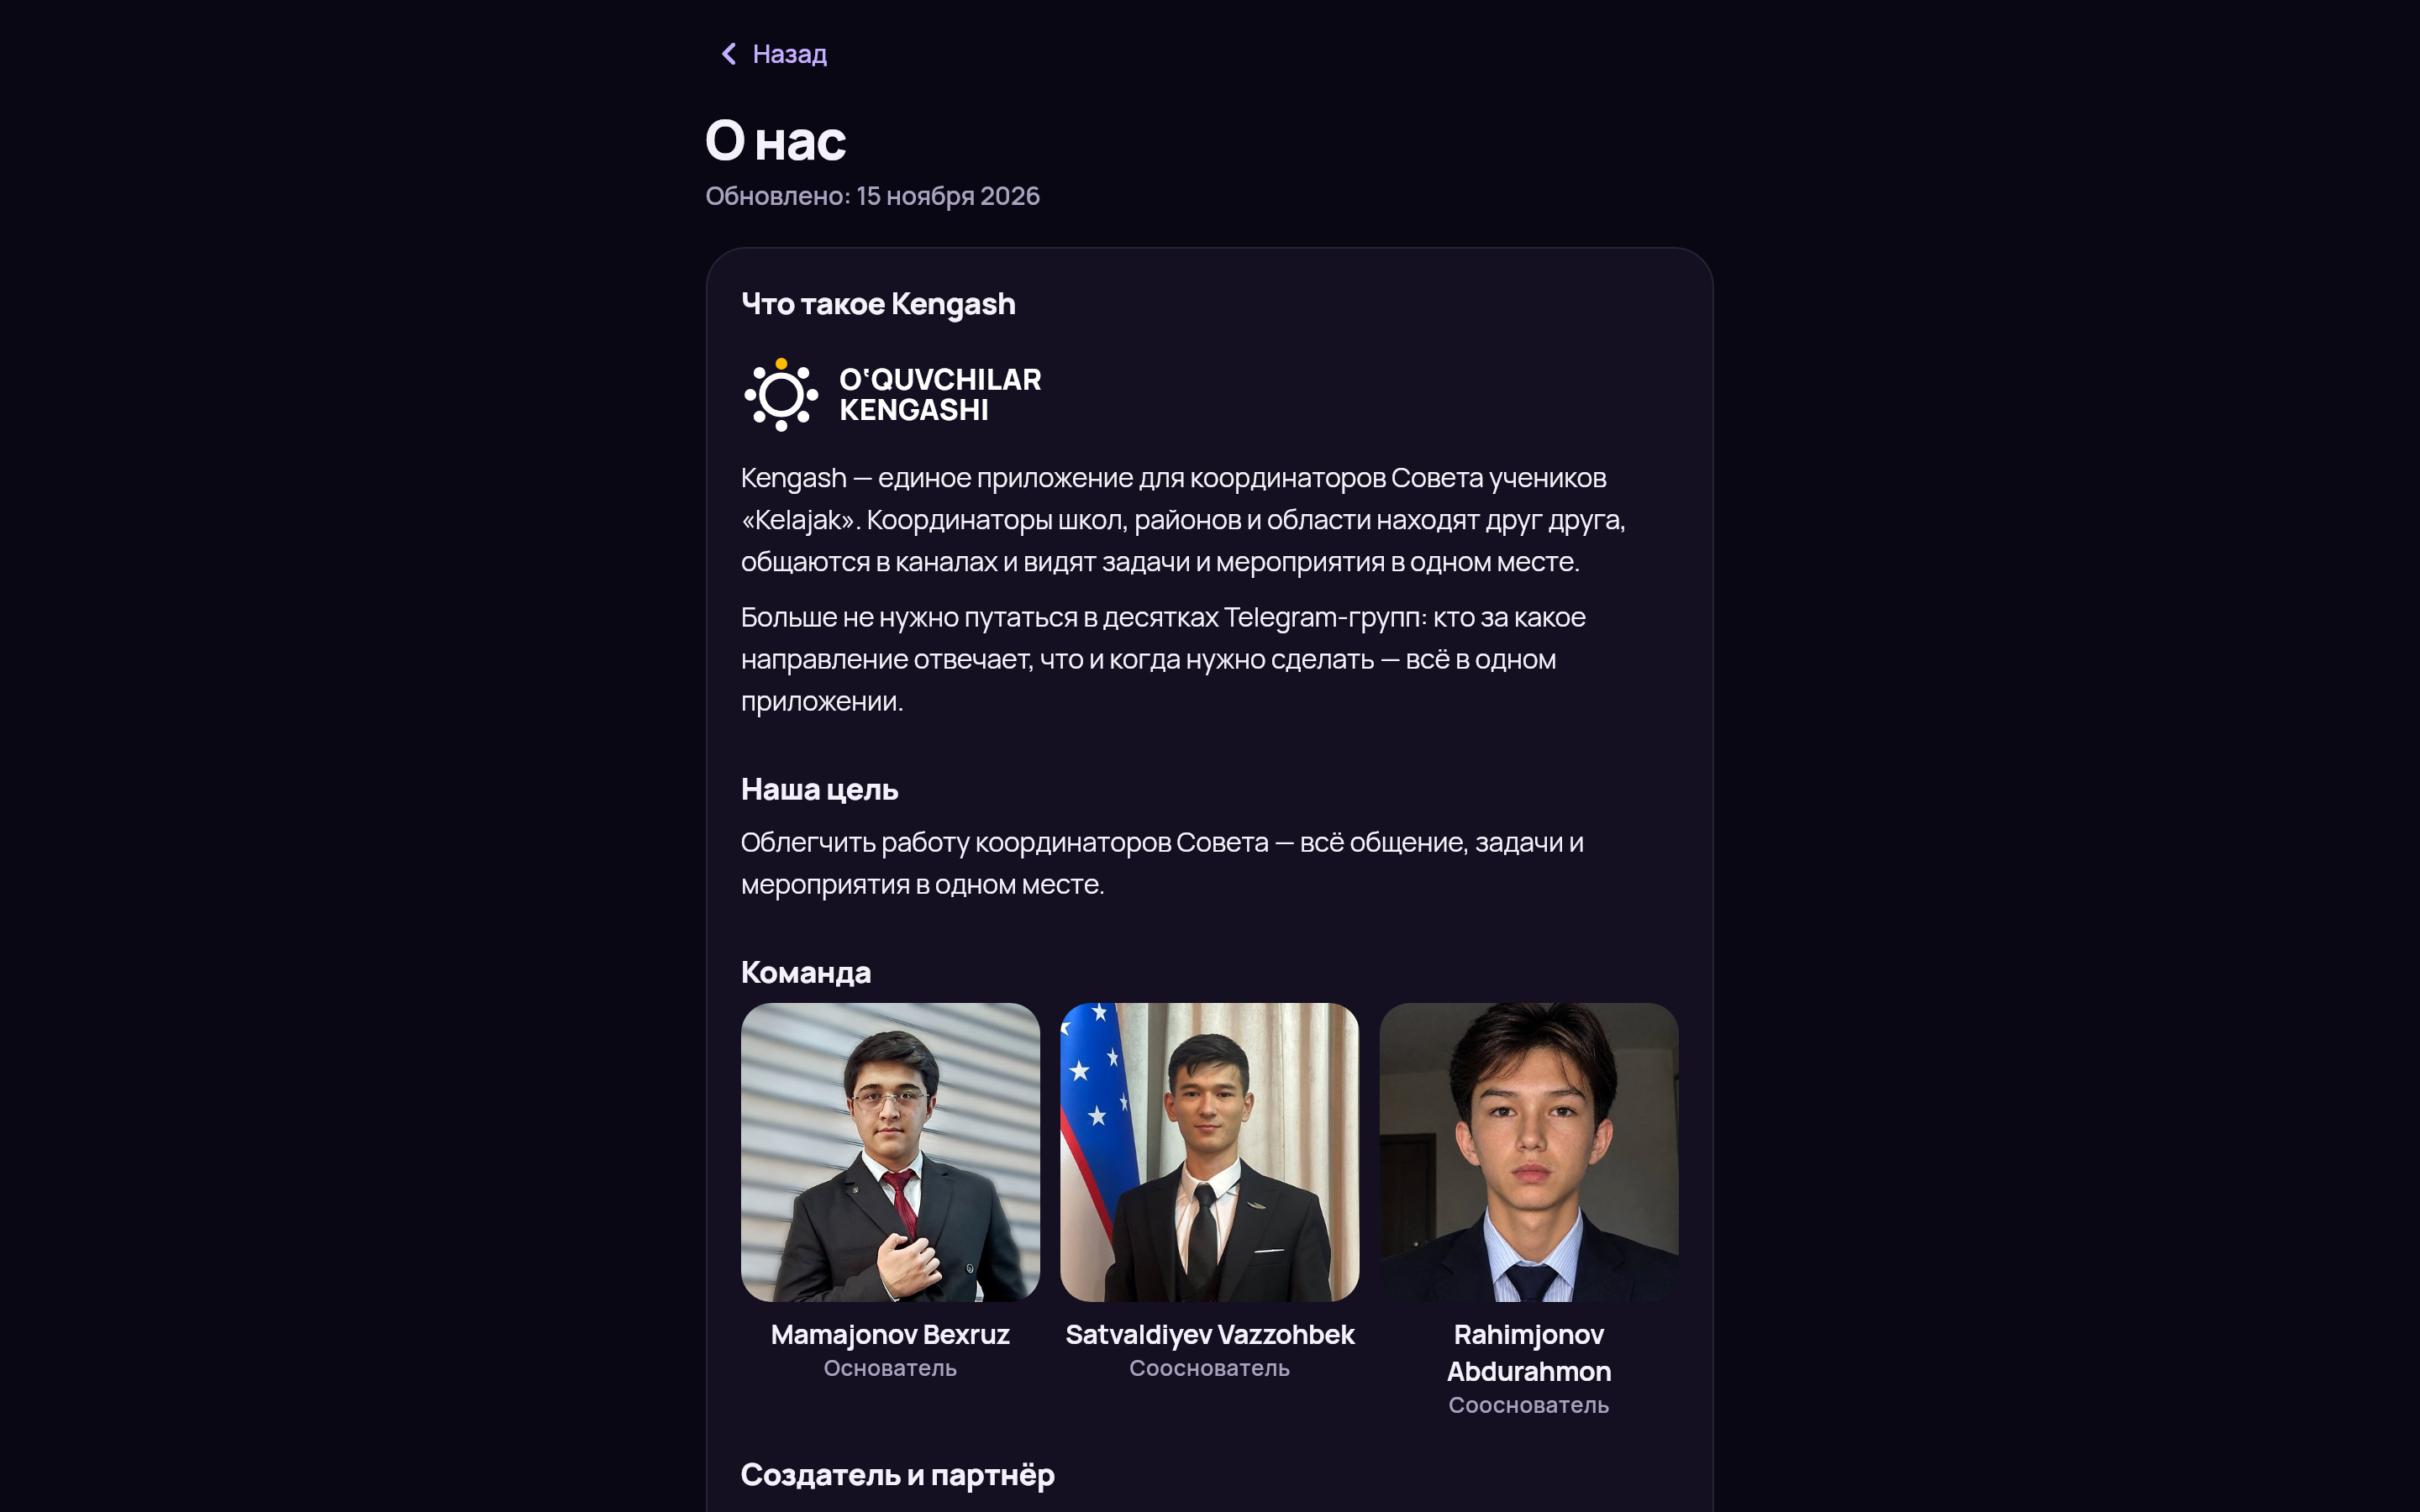 Назад
О нас
Обновлено: 15 ноября 2026
Что такое Kengash
OʻQUVCHILAR
KENGASHI
Kengash — единое приложение для координаторов Совета учеников
«Kelajak». Координаторы школ, районов и области находят друг друга,
общаются в каналах и видят задачи и мероприятия в одном месте.
Больше не нужно путаться в десятках Telegram-групп: кто за какое
направление отвечает, что и когда нужно сделать — всё в одном
приложении.
Наша цель
Облегчить работу координаторов Совета — всё общение, задачи и
мероприятия в одном месте.
Команда
Mamajonov Bexruz
Основатель
Satvaldiyev Vazzohbek
Сооснователь
Rahimjonov
Abdurahmon
Сооснователь
Создатель и партнёр